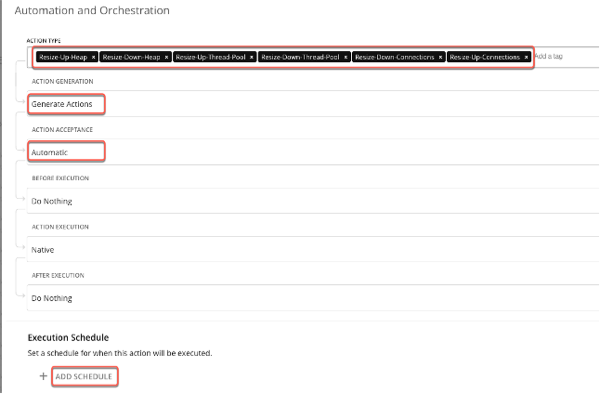 Automation and Orchestration
ACTION TYPE
Resize-Up-Heap × Resize-Down-Heap × Resize-Up-Thread-Pool × Resize-Down-Thread-Pool × Resize-Down-Connections × Resize-Up-Connections × Add a tag
ACTION GENERATION
Generate Actions
ACTION ACCEPTANCE
Automatic
BEFORE EXECUTION
Do Nothing
ACTION EXECUTION
Native
AFTER EXECUTION
Do Nothing
Execution Schedule
Set a schedule for when this action will be executed.
+ ADD SCHEDULE